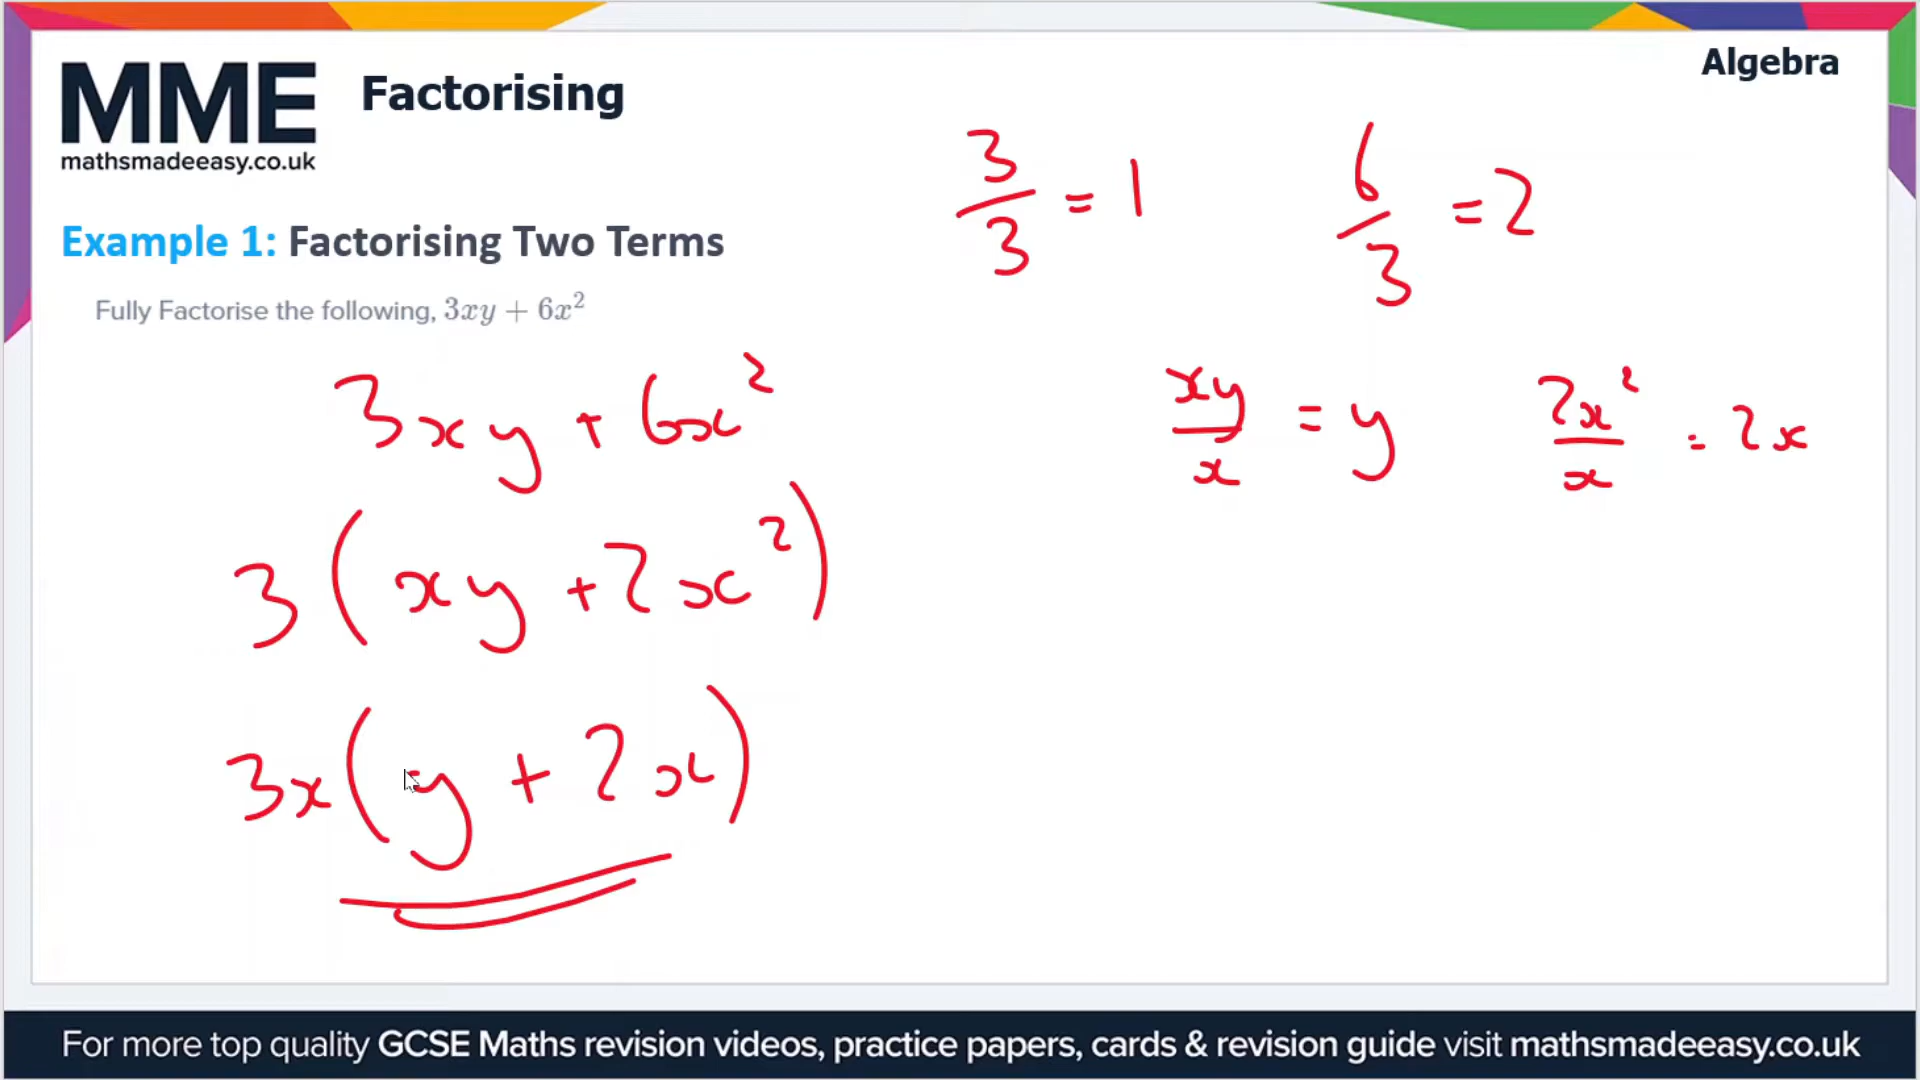 MME
mathsmadeeasy.co.uk
Factorising
Algebra
Example 1: Factorising Two Terms
Fully Factorise the following, 3xy + 6x²
3/3 = 1
6/3 = 2
3xy + 6x²
xy/x = y
2x²/x = 2x
3(xy + 2x²)
3x(y + 2x)
For more top quality GCSE Maths revision videos, practice papers, cards & revision guide visit mathsmadeeasy.co.uk